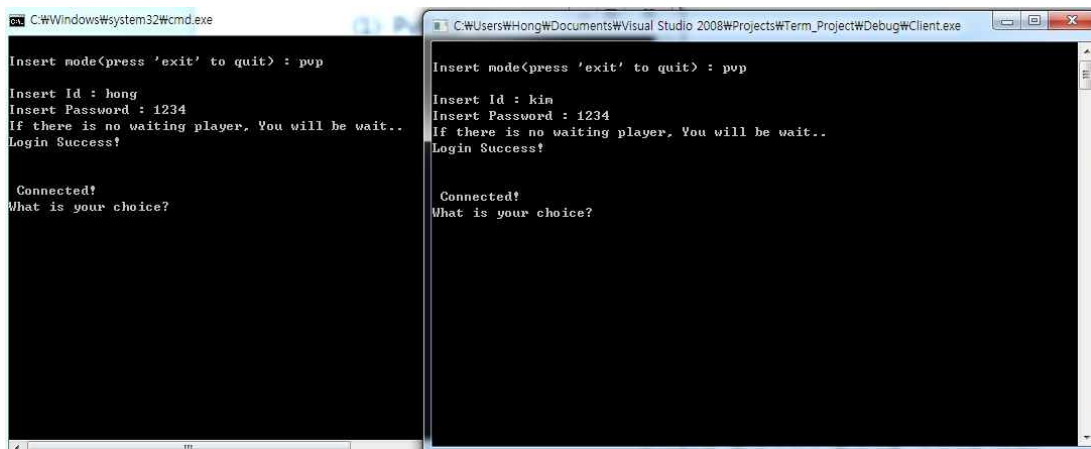 C:₩Windows₩system32₩cmd.exe
Insert mode(press 'exit' to quit) : pvp
Insert Id : hong
Insert Password : 1234
If there is no waiting player, You will be wait..
Login Success!
Connected!
What is your choice?
C:₩Users₩Hong₩Documents₩Visual Studio 2008₩Projects₩Term_Project₩Debug₩Client.exe
Insert mode(press 'exit' to quit) : pvp
Insert Id : kim
Insert Password : 1234
If there is no waiting player, You will be wait..
Login Success!
Connected!
What is your choice?